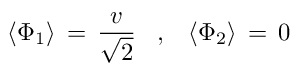 ⟨Φ₁⟩ = v/√2 , ⟨Φ₂⟩ = 0